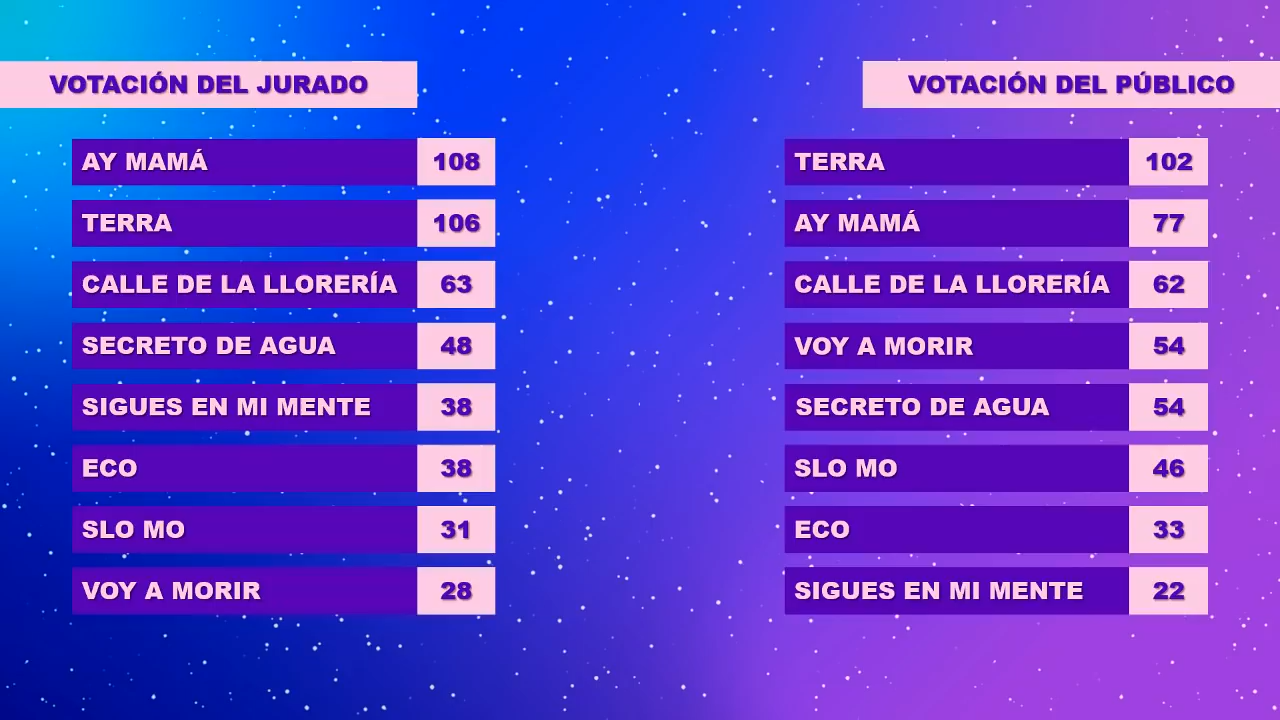 VOTACIÓN DEL JURADO
AY MAMÁ 108
TERRA 106
CALLE DE LA LLORERÍA 63
SECRETO DE AGUA 48
SIGUES EN MI MENTE 38
ECO 38
SLO MO 31
VOY A MORIR 28
VOTACIÓN DEL PÚBLICO
TERRA 102
AY MAMÁ 77
CALLE DE LA LLORERÍA 62
VOY A MORIR 54
SECRETO DE AGUA 54
SLO MO 46
ECO 33
SIGUES EN MI MENTE 22